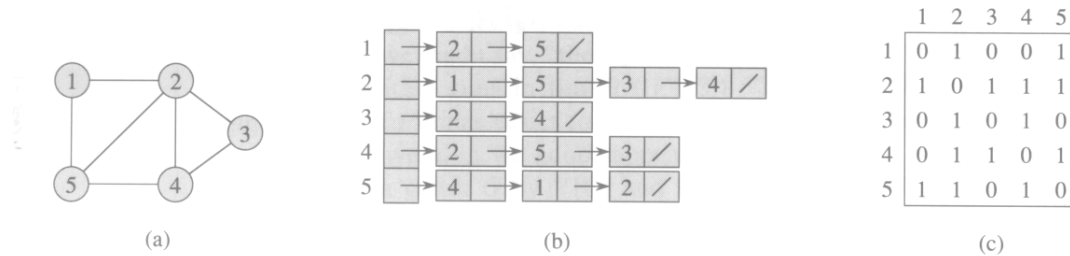 1 2
3
5 4
(a)
1 2 5 /
2 1 5 3 4 /
3 2 4 /
4 2 5 3 /
5 4 1 2 /
(b)
1 2 3 4 5
1 0 1 0 0 1
2 1 0 1 1 1
3 0 1 0 1 0
4 0 1 1 0 1
5 1 1 0 1 0
(c)